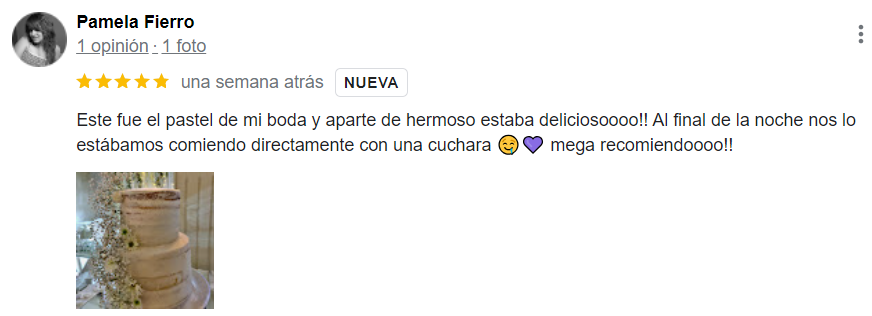 Pamela Fierro
1 opinión · 1 foto
una semana atrás NUEVA
Este fue el pastel de mi boda y aparte de hermoso estaba deliciosoooo!! Al final de la noche nos lo
estábamos comiendo directamente con una cuchara 😋💜 mega recomiendoooo!!